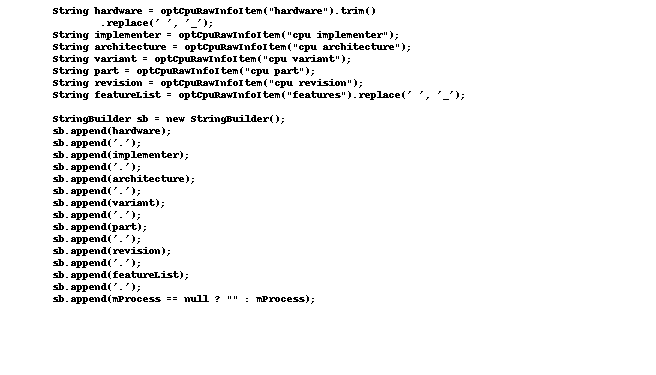 String hardware = optCpuRawInfoItem("hardware").trim()
.replace(' ', '_');
String implementer = optCpuRawInfoItem("cpu implementer");
String architecture = optCpuRawInfoItem("cpu architecture");
String variant = optCpuRawInfoItem("cpu variant");
String part = optCpuRawInfoItem("cpu part");
String revision = optCpuRawInfoItem("cpu revision");
String featureList = optCpuRawInfoItem("features").replace(' ', '_');
StringBuilder sb = new StringBuilder();
sb.append(hardware);
sb.append('.');
sb.append(implementer);
sb.append('.');
sb.append(architecture);
sb.append('.');
sb.append(variant);
sb.append('.');
sb.append(part);
sb.append('.');
sb.append(revision);
sb.append('.');
sb.append(featureList);
sb.append('.');
sb.append(mProcess == null ? "" : mProcess);